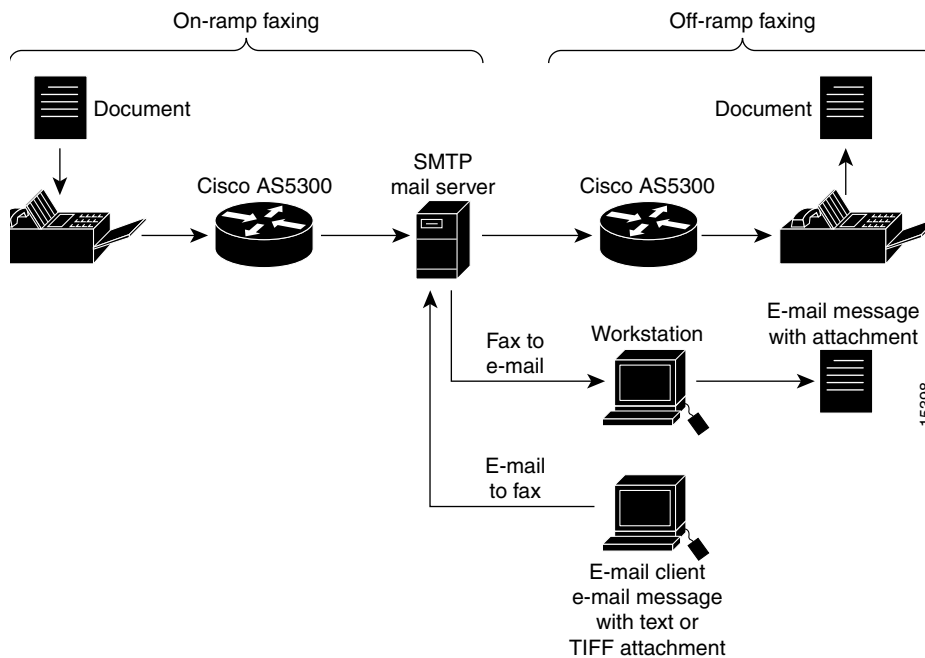 On-ramp faxing
Off-ramp faxing
Document
Document
Cisco AS5300
SMTP
mail server
Cisco AS5300
Fax to
e-mail
Workstation
E-mail message
with attachment
E-mail
to fax
E-mail client
e-mail message
with text or
TIFF attachment